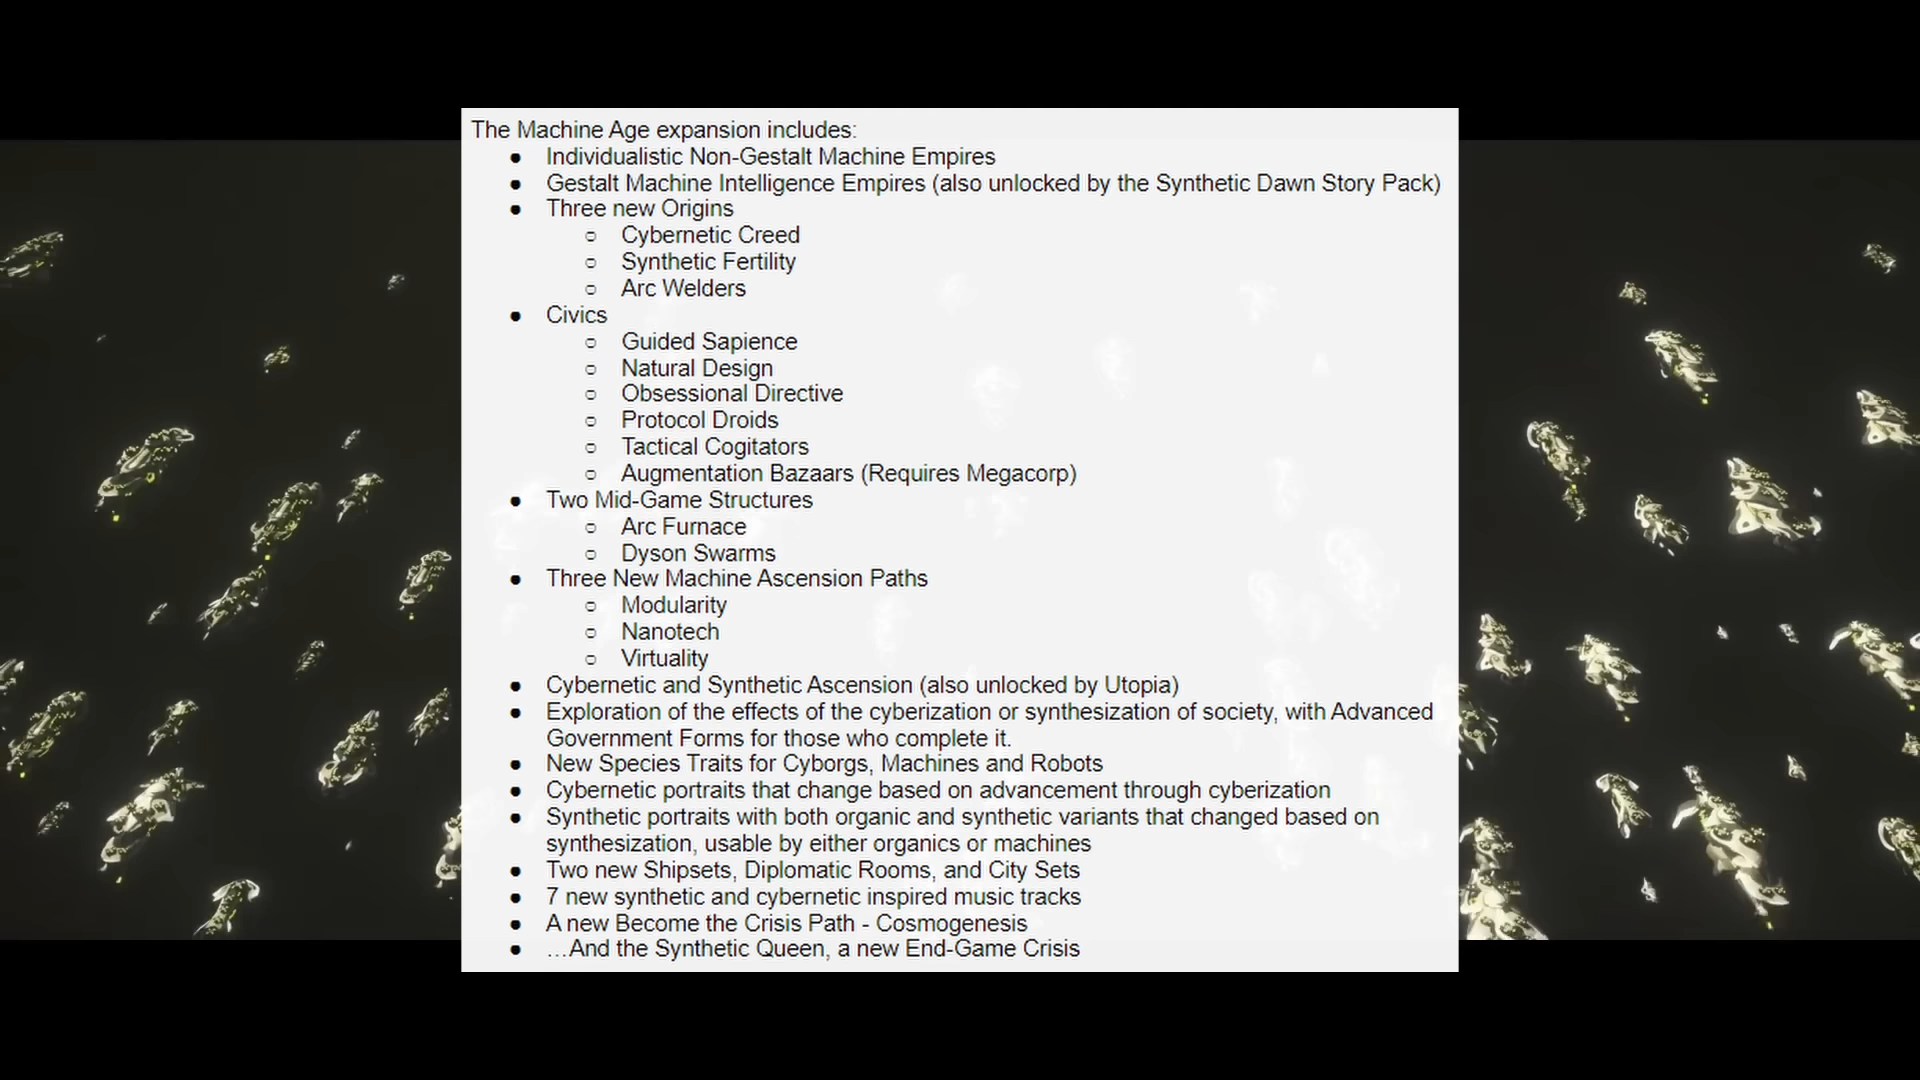 The Machine Age expansion includes:
● Individualistic Non-Gestalt Machine Empires
● Gestalt Machine Intelligence Empires (also unlocked by the Synthetic Dawn Story Pack)
● Three new Origins
○ Cybernetic Creed
○ Synthetic Fertility
○ Arc Welders
● Civics
○ Guided Sapience
○ Natural Design
○ Obsessional Directive
○ Protocol Droids
○ Tactical Cogitators
○ Augmentation Bazaars (Requires Megacorp)
● Two Mid-Game Structures
○ Arc Furnace
○ Dyson Swarms
● Three New Machine Ascension Paths
○ Modularity
○ Nanotech
○ Virtuality
● Cybernetic and Synthetic Ascension (also unlocked by Utopia)
● Exploration of the effects of the cyberization or synthesization of society, with Advanced
Government Forms for those who complete it.
● New Species Traits for Cyborgs, Machines and Robots
● Cybernetic portraits that change based on advancement through cyberization
● Synthetic portraits with both organic and synthetic variants that changed based on
synthesization, usable by either organics or machines
● Two new Shipsets, Diplomatic Rooms, and City Sets
● 7 new synthetic and cybernetic inspired music tracks
● A new Become the Crisis Path - Cosmogenesis
● …And the Synthetic Queen, a new End-Game Crisis